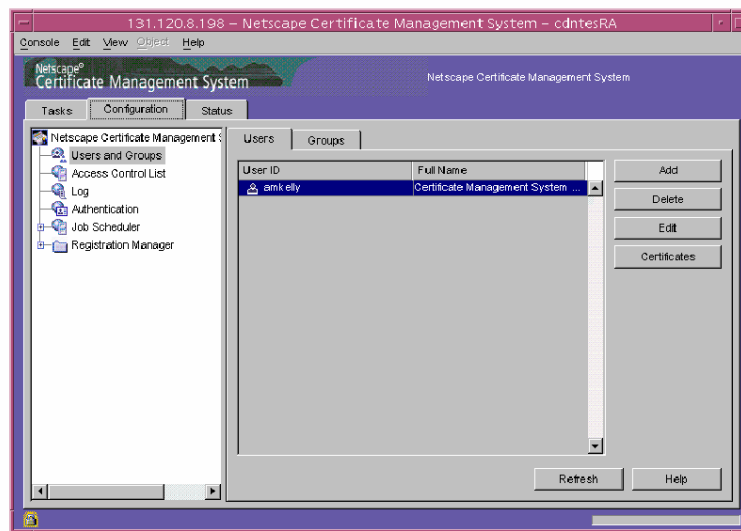 131.120.8.198 – Netscape Certificate Management System – cdntesRA
Console Edit View Object Help
Netscape®
Certificate Management System
Netscape Certificate Management System
Tasks Configuration Status
Netscape Certificate Management S
Users and Groups
Access Control List
Log
Authentication
Job Scheduler
Registration Manager
Users Groups
User ID Full Name
amkelly Certificate Management System ...
Add
Delete
Edit
Certificates
Refresh Help